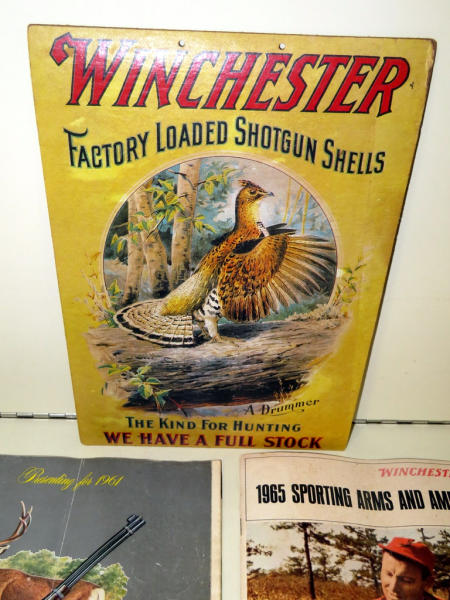 WINCHESTER
FACTORY LOADED SHOTGUN SHELLS
A Drummer
THE KIND FOR HUNTING
WE HAVE A FULL STOCK
Presenting for 1961
WINCHESTER
1965 SPORTING ARMS AND AM